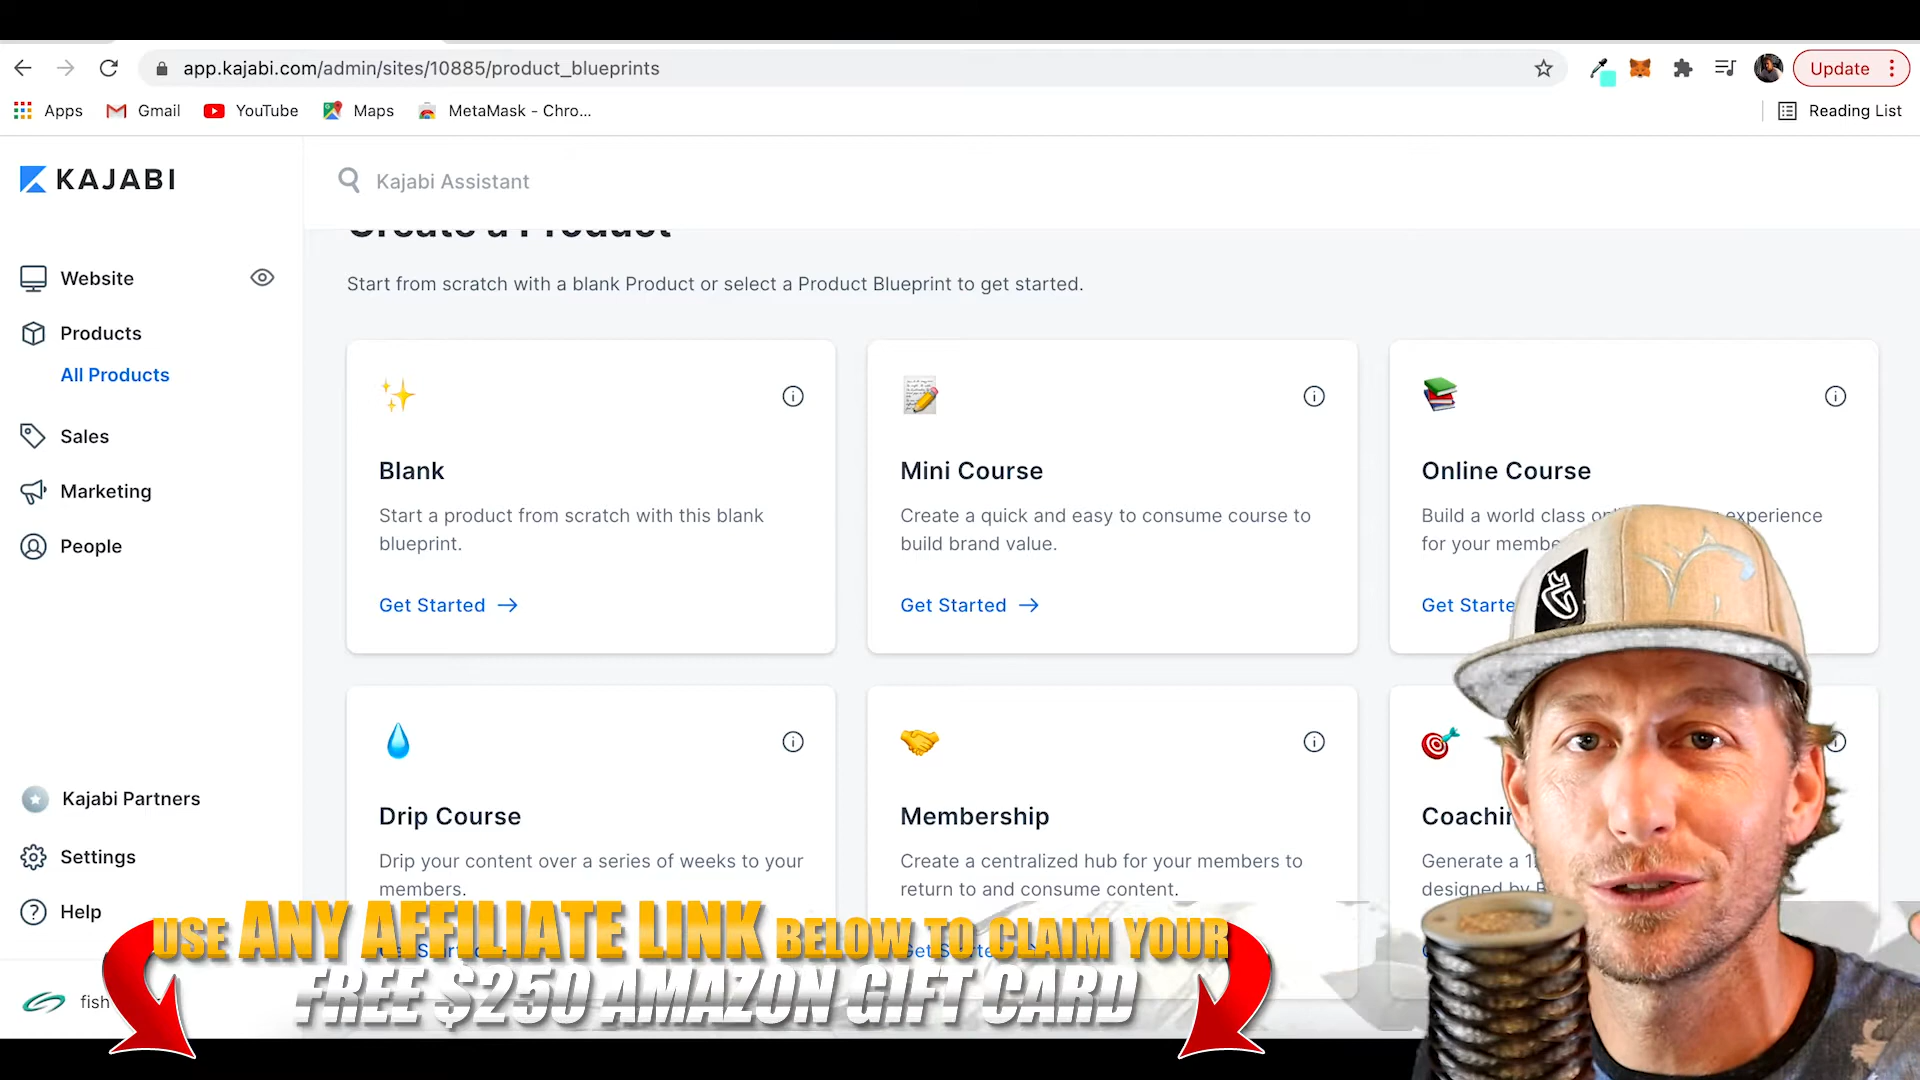 app.kajabi.com/admin/sites/10885/product_blueprints
Update
Apps
Gmail
YouTube
Maps
MetaMask - Chro...
Reading List
KAJABI
Kajabi Assistant
Create a Product
Start from scratch with a blank Product or select a Product Blueprint to get started.
Website
Products
All Products
Sales
Marketing
People
Kajabi Partners
Settings
Help
fish
Blank
Start a product from scratch with this blank
blueprint.
Get Started
Mini Course
Create a quick and easy to consume course to
build brand value.
Get Started
Online Course
Build a world class experience
for your
Get
Drip Course
Drip your content over a series of weeks to your
members.
Membership
Create a centralized hub for your members to
return to and consume content.
Generate a
designed
USE ANY AFFILIATE LINK BELOW TO CLAIM YOUR
FREE $250 AMAZON GIFT CARD